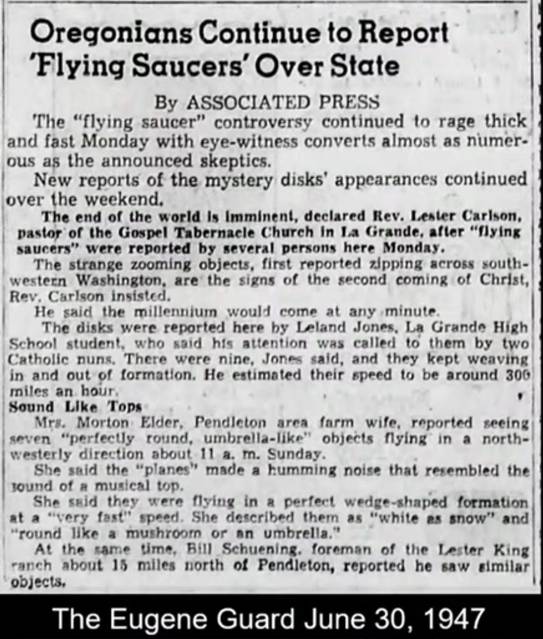 Oregonians Continue to Report
'Flying Saucers' Over State
By ASSOCIATED PRESS
The "flying saucer" controversy continued to rage thick
and fast Monday with eye-witness converts almost as numer-
ous as the announced skeptics.
New reports of the mystery disks' appearances continued
over the weekend.
The end of the world is imminent, declared Rev. Lester Carlson,
pastor of the Gospel Tabernacle Church in La Grande, after "flying
saucers" were reported by several persons here Monday.
The strange zooming objects, first reported zipping across south-
western Washington, are the signs of the second coming of Christ,
Rev. Carlson insisted.
He said the millennium would come at any minute.
The disks were reported here by Leland Jones, La Grande High
School student, who said his attention was called to them by two
Catholic nuns. There were nine, Jones said, and they kept weaving
in and out of formation. He estimated their speed to be around 300
miles an hour.
Sound Like Tops
Mrs. Morton Elder, Pendleton area farm wife, reported seeing
seven "perfectly round, umbrella-like" objects flying in a north-
westerly direction about 11 a. m. Sunday.
She said the "planes" made a humming noise that resembled the
sound of a musical top.
She said they were flying in a perfect wedge-shaped formation
at a "very fast" speed. She described them as "white as snow" and
"round like a mushroom or an umbrella."
At the same time, Bill Schuening, foreman of the Lester King
ranch about 15 miles north of Pendleton, reported he saw similar
objects.
The Eugene Guard June 30, 1947